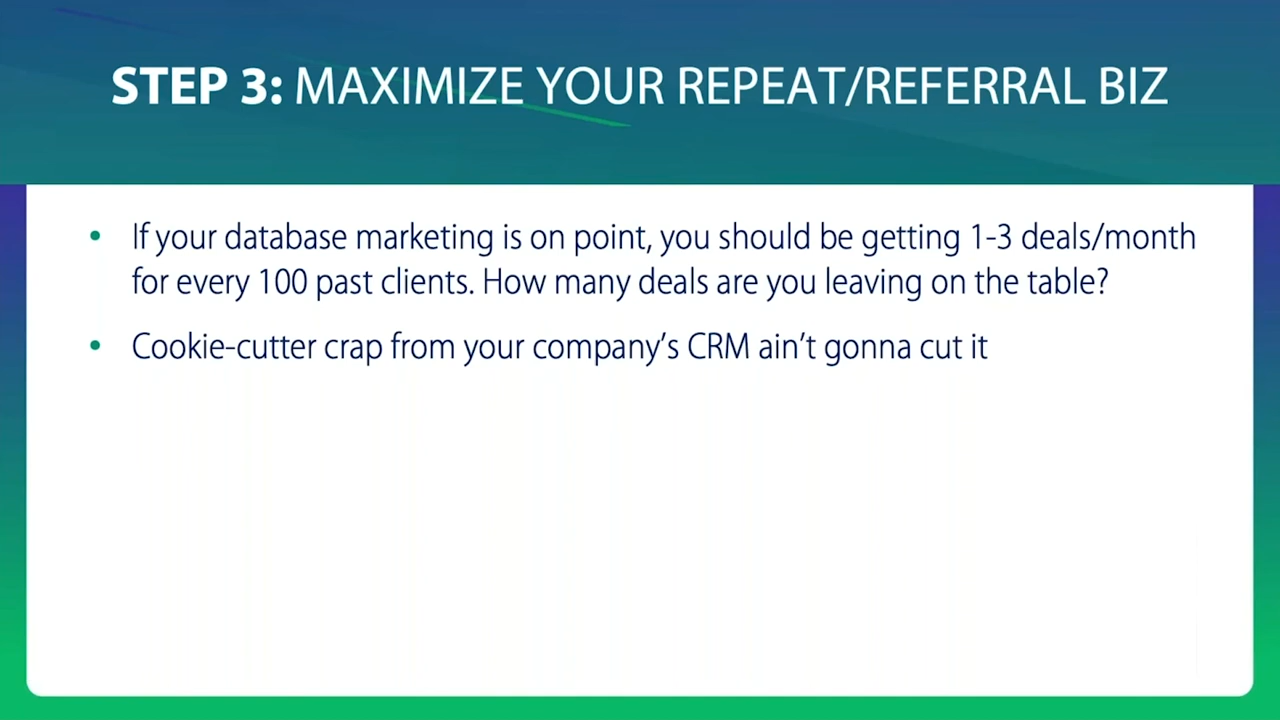 STEP 3: MAXIMIZE YOUR REPEAT/REFERRAL BIZ
• If your database marketing is on point, you should be getting 1-3 deals/month
for every 100 past clients. How many deals are you leaving on the table?
• Cookie-cutter crap from your company’s CRM ain’t gonna cut it